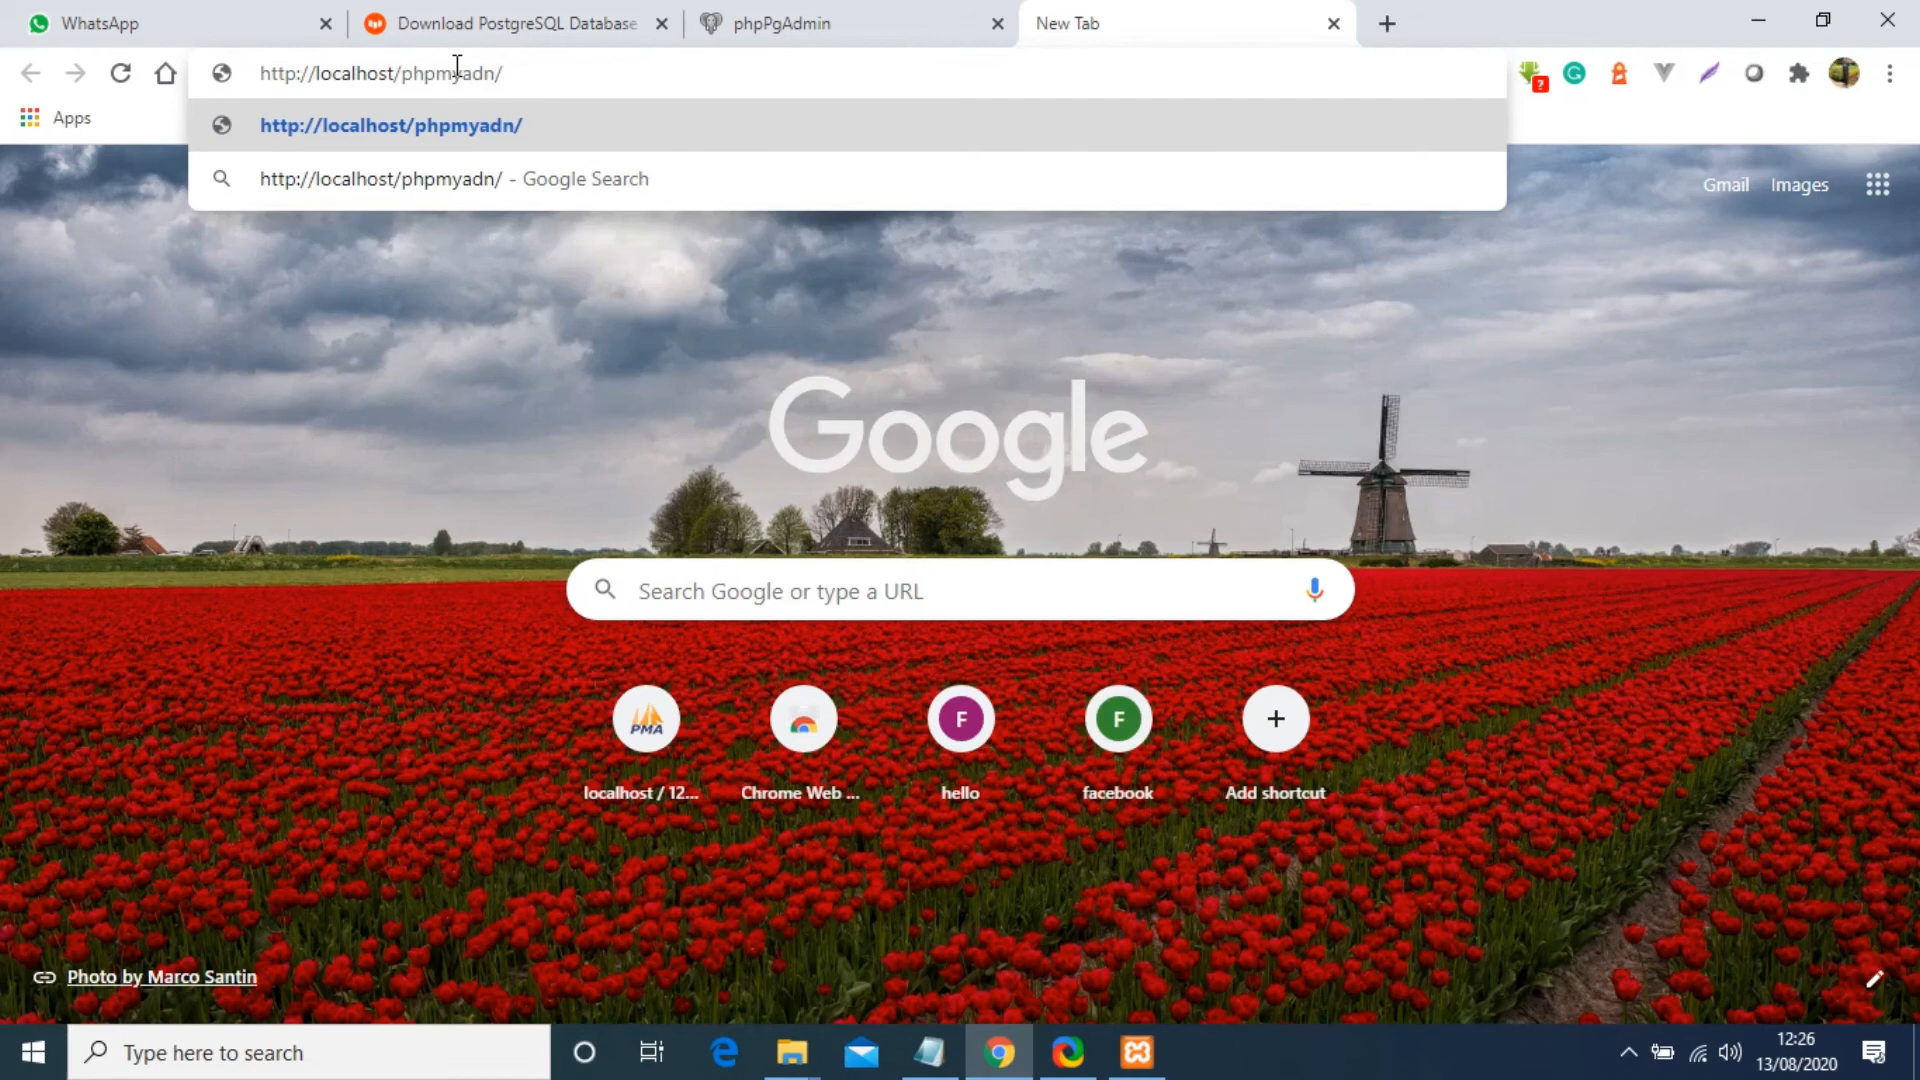 WhatsApp
Download PostgreSQL Database
phpPgAdmin
New Tab
http://localhost/phpmyadn/
?
Apps
http://localhost/phpmyadn/
http://localhost/phpmyadn/ - Google Search
Gmail Images
Google
Search Google or type a URL
PMA
F
F
localhost / 12...
Chrome Web ...
hello
facebook
Add shortcut
Photo by Marco Santin
Type here to search
12:26
13/08/2020